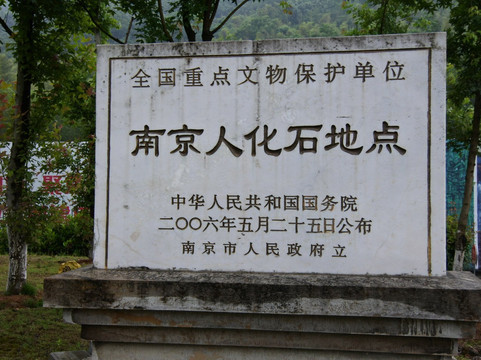 全国重点文物保护单位
南京人化石地点
中华人民共和国国务院
二〇〇六年五月二十五日公布
南京市人民政府立